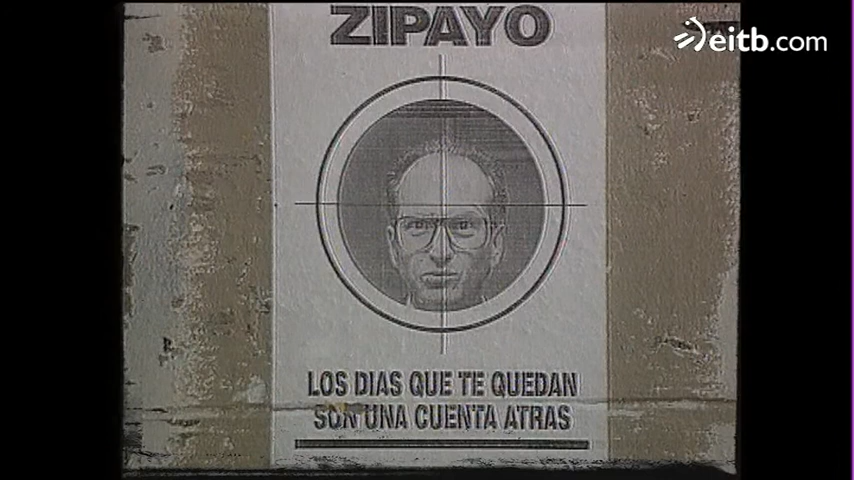 ZIPAYO
eitb.com
LOS DIAS QUE TE QUEDAN
SON UNA CUENTA ATRAS